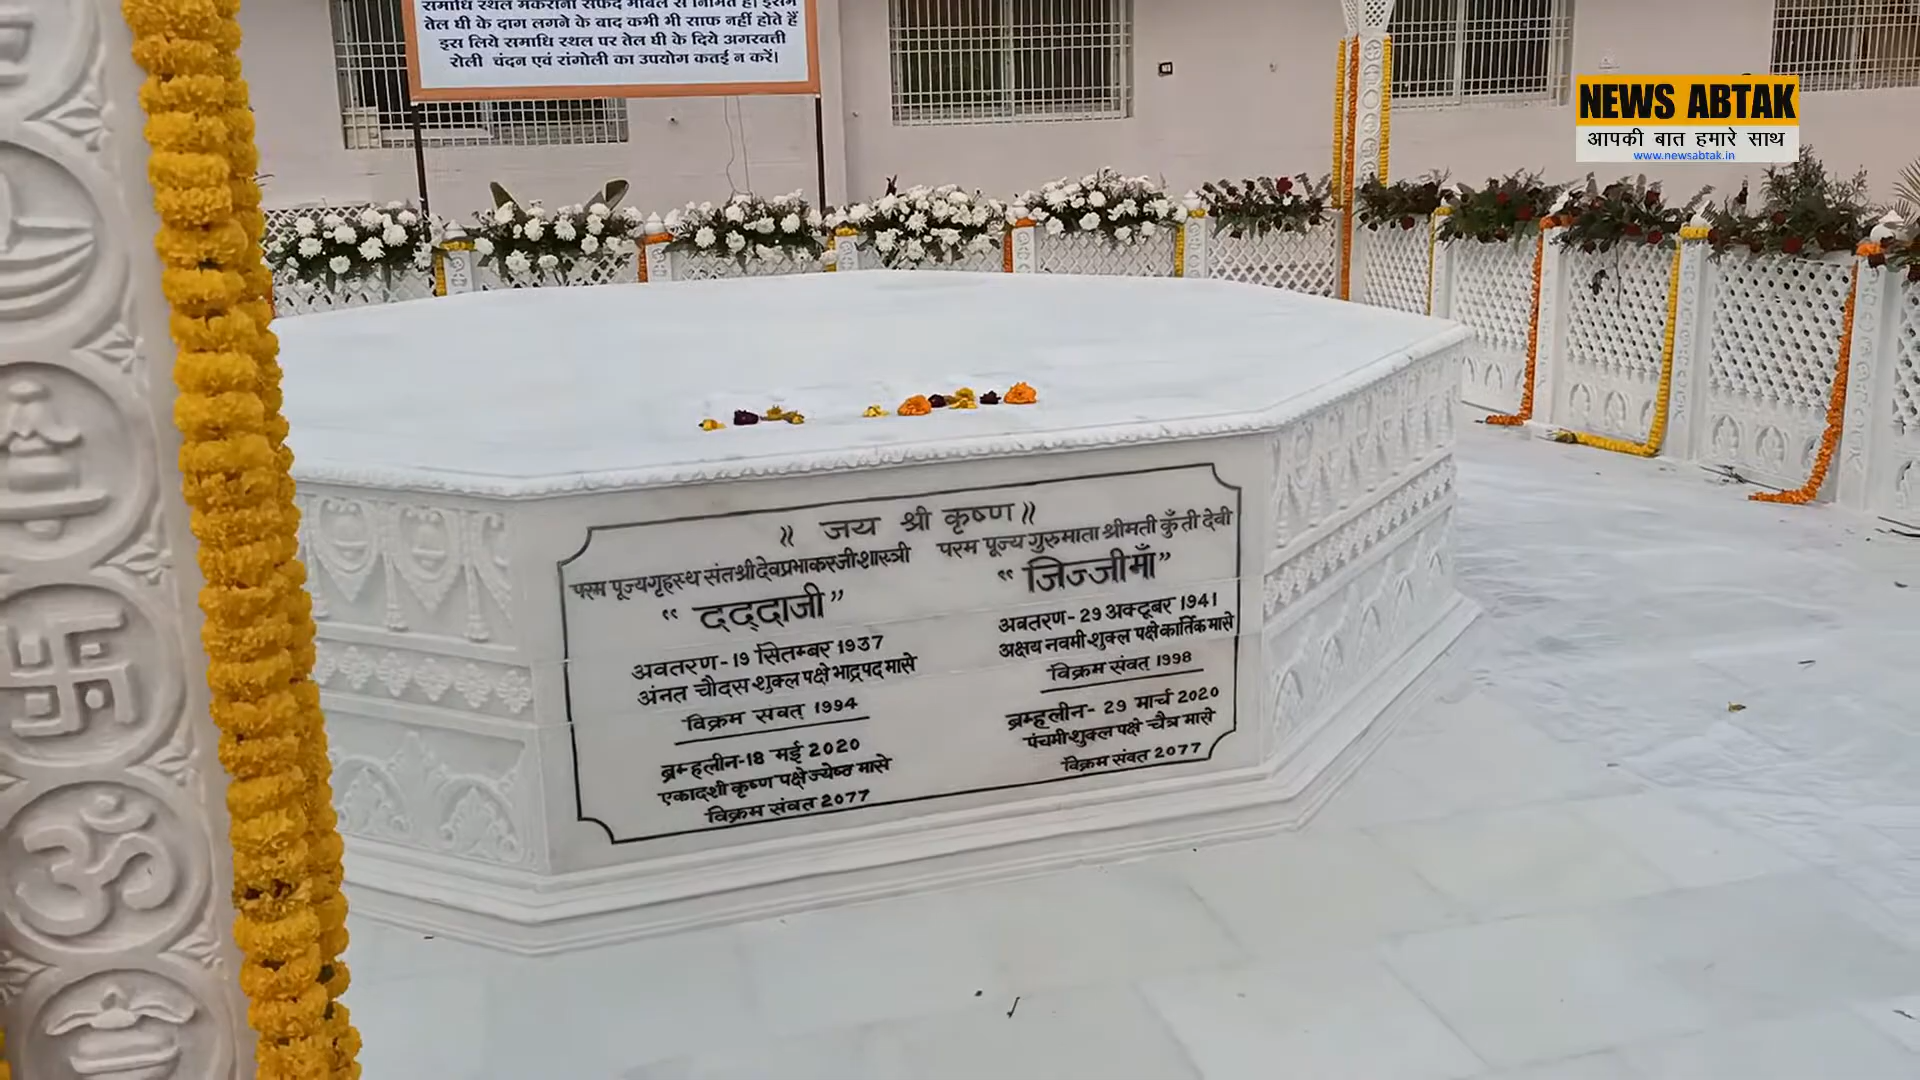 समाधि स्थल मकराना सफेद मार्बल से निर्मित है। इसमें
तेल घी के दाग लगने के बाद कभी भी साफ नहीं होते हैं
इस लिये समाधि स्थल पर तेल घी के दिये अगरबत्ती
रोली चंदन एवं रांगोली का उपयोग कतई न करें।
NEWS ABTAK
आपकी बात हमारे साथ
www.newsabtak.in
॥ जय श्री कृष्ण ॥
परम पूज्य गृहस्थ संत श्री देवप्रभाकरजी शास्त्री
“ दद्दाजी ”
अवतरण - 19 सितम्बर 1937
अंनत चौदस शुक्ल पक्षे भाद्रपद मासे
विक्रम संवत् 1994
ब्रम्हलीन - 18 मई 2020
एकादशी कृष्ण पक्षे ज्येष्ठ मासे
विक्रम संवत 2077
परम पूज्य गुरुमाता श्रीमती कुँती देवी
“ जिज्जी माँ ”
अवतरण - 29 अक्टूबर 1941
अक्षय नवमी शुक्ल पक्षे कार्तिक मासे
विक्रम संवत् 1998
ब्रम्हलीन - 29 मार्च 2020
पंचमी शुक्ल पक्षे चैत्र मासे
विक्रम संवत 2077
ॐ